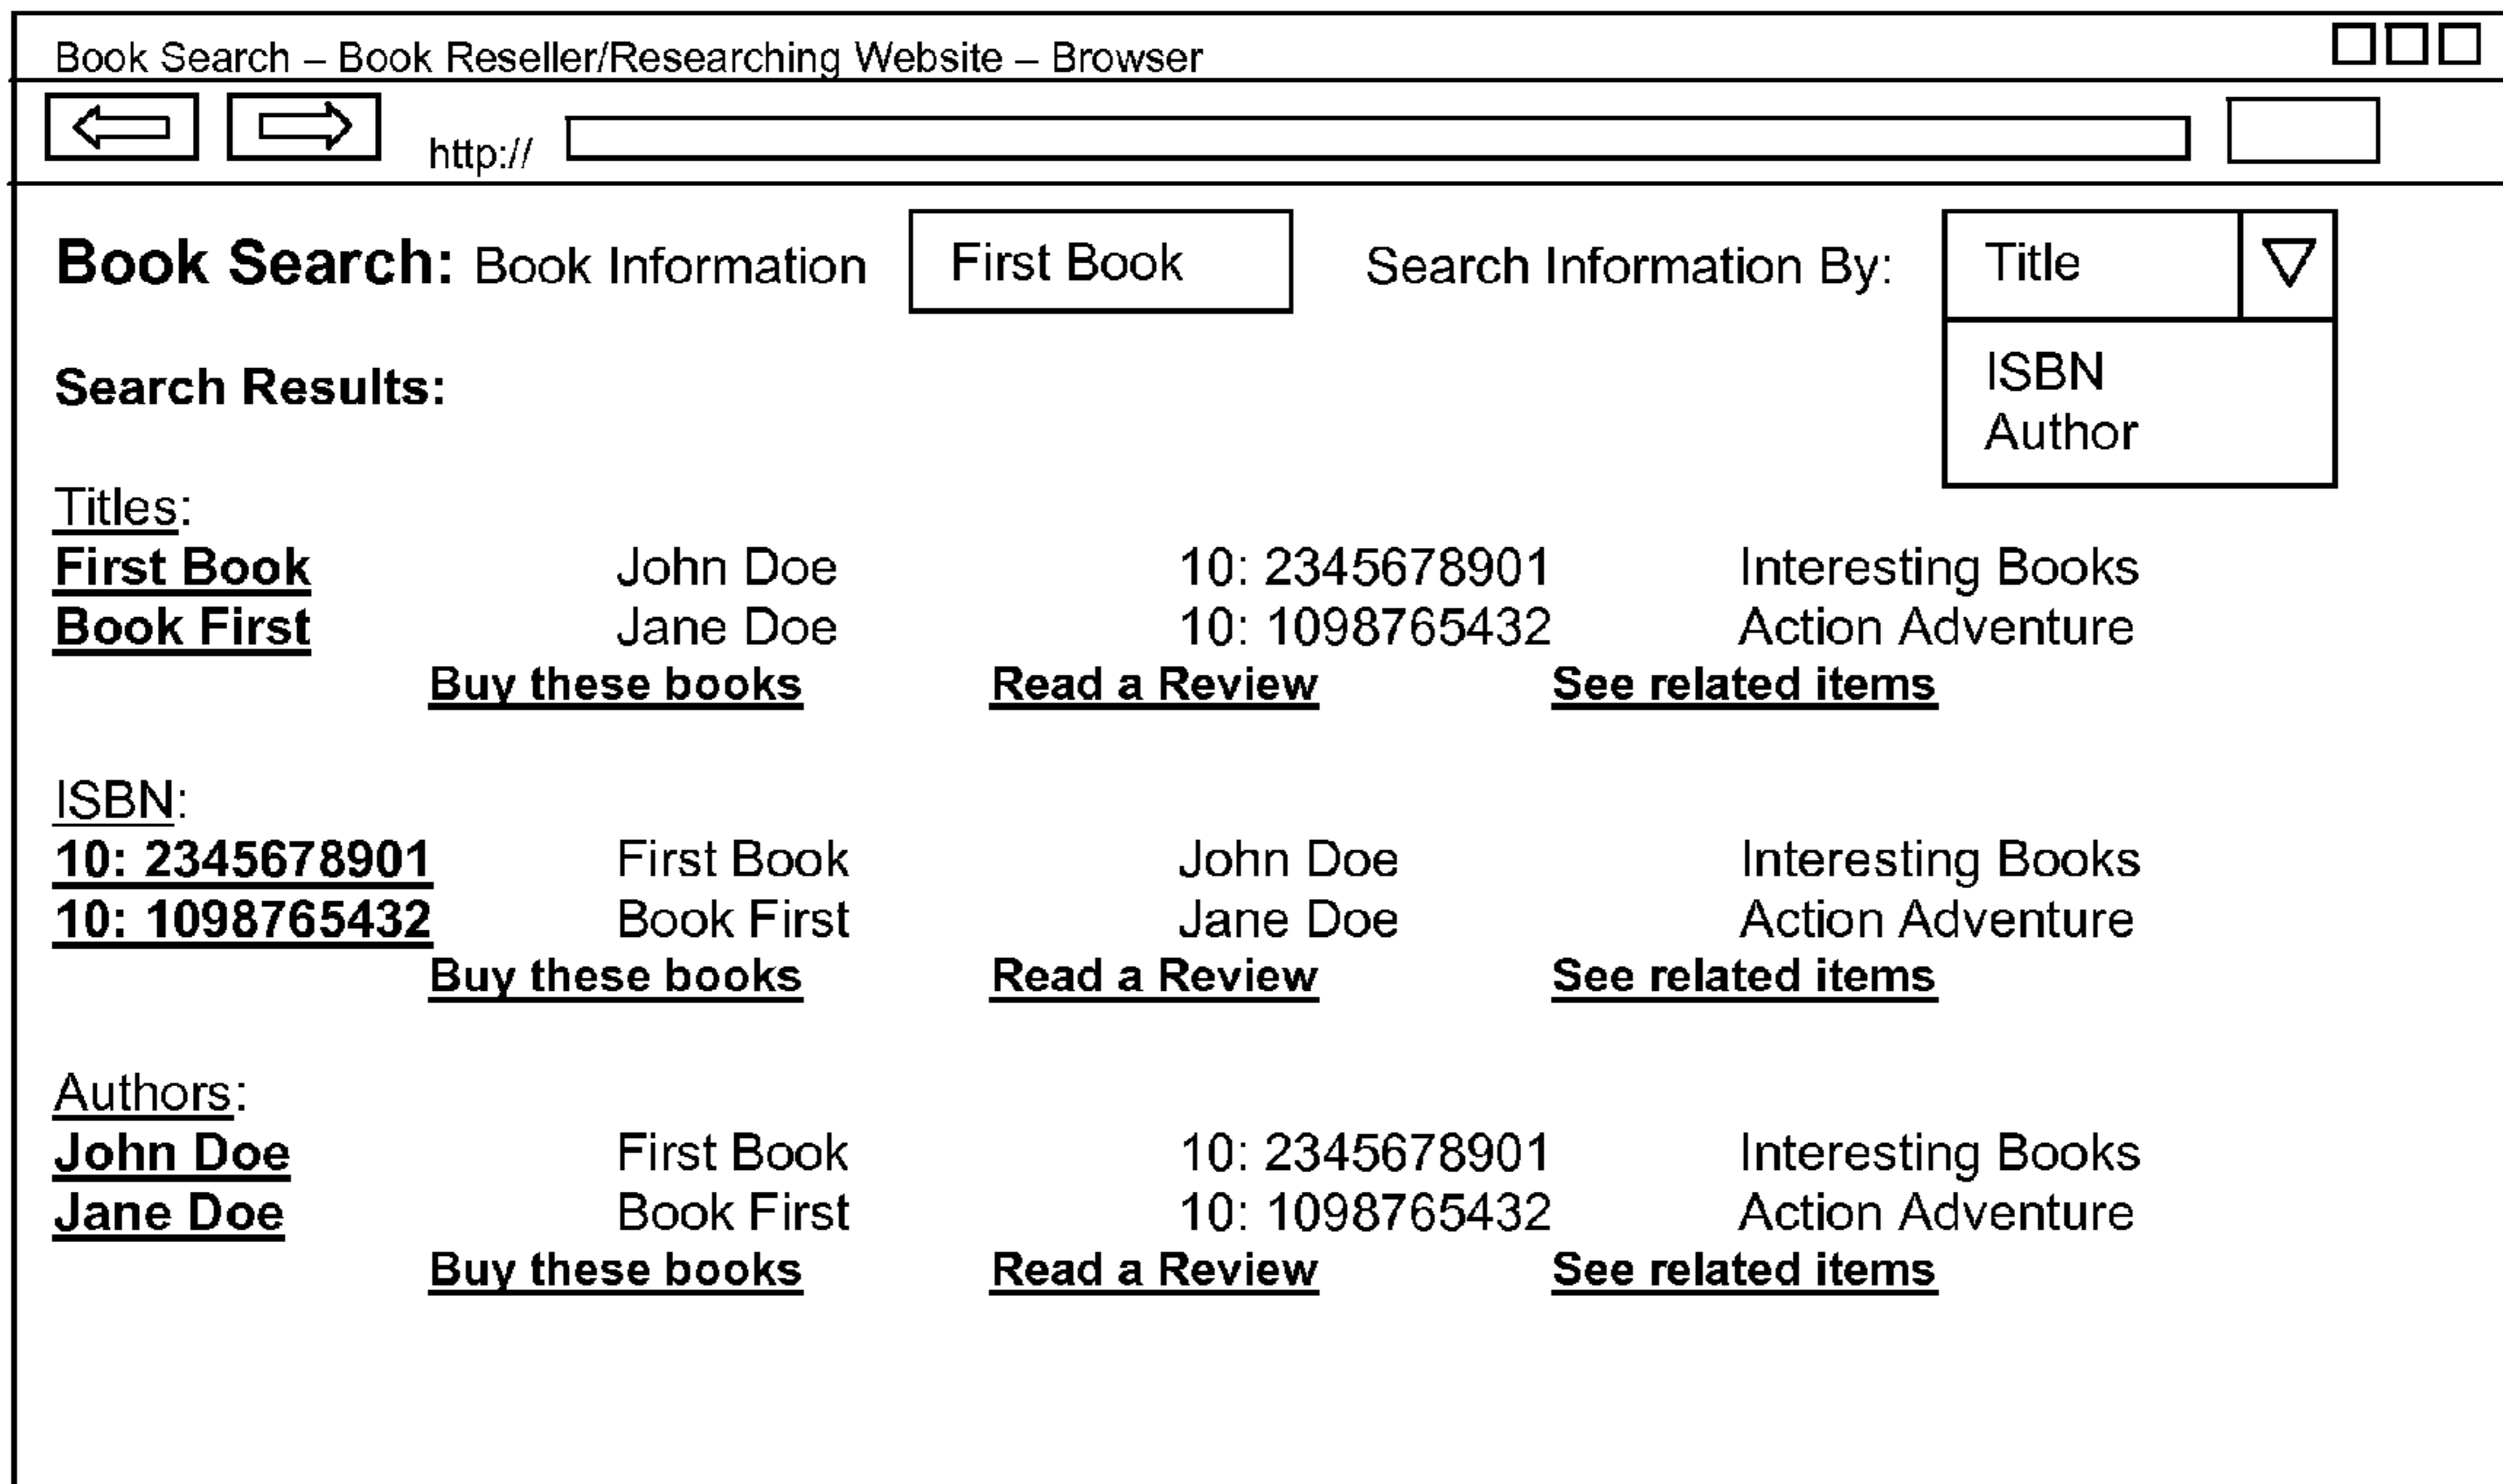 Book Search – Book Reseller/Researching Website – Browser
http://
Book Search: Book Information First Book Search Information By: Title
ISBN
Author
Search Results:
Titles:
First Book John Doe 10: 2345678901 Interesting Books
Book First Jane Doe 10: 1098765432 Action Adventure
Buy these books Read a Review See related items
ISBN:
10: 2345678901 First Book John Doe Interesting Books
10: 1098765432 Book First Jane Doe Action Adventure
Buy these books Read a Review See related items
Authors:
John Doe First Book 10: 2345678901 Interesting Books
Jane Doe Book First 10: 1098765432 Action Adventure
Buy these books Read a Review See related items